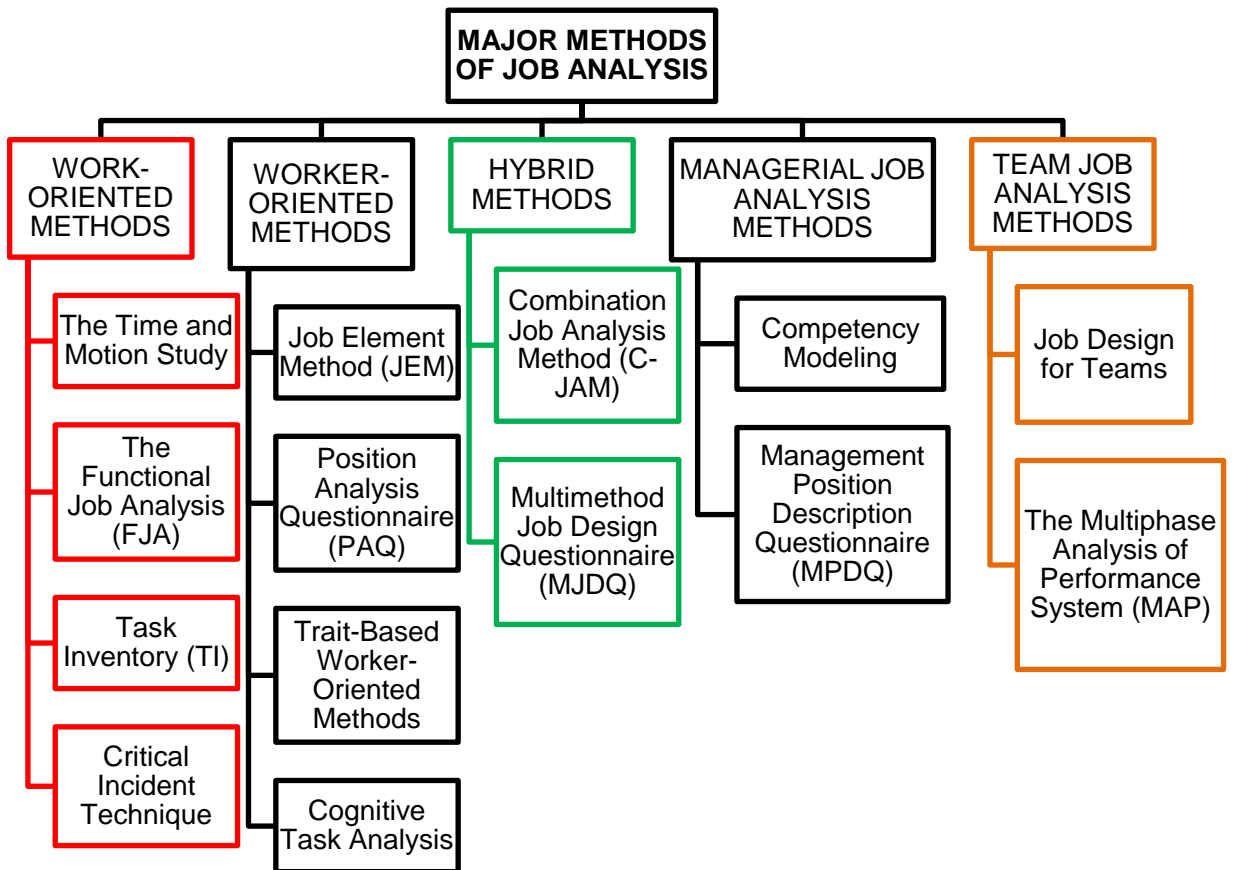 MAJOR METHODS
OF JOB ANALYSIS
WORK-
ORIENTED
METHODS
The Time and
Motion Study
The
Functional
Job Analysis
(FJA)
Task
Inventory (TI)
Critical
Incident
Technique
WORKER-
ORIENTED
METHODS
Job Element
Method (JEM)
Position
Analysis
Questionnaire
(PAQ)
Trait-Based
Worker-
Oriented
Methods
Cognitive
Task Analysis
HYBRID
METHODS
Combination
Job Analysis
Method (C-
JAM)
Multimethod
Job Design
Questionnaire
(MJDQ)
MANAGERIAL JOB
ANALYSIS
METHODS
Competency
Modeling
Management
Position
Description
Questionnaire
(MPDQ)
TEAM JOB
ANALYSIS
METHODS
Job Design
for Teams
The Multiphase
Analysis of
Performance
System (MAP)